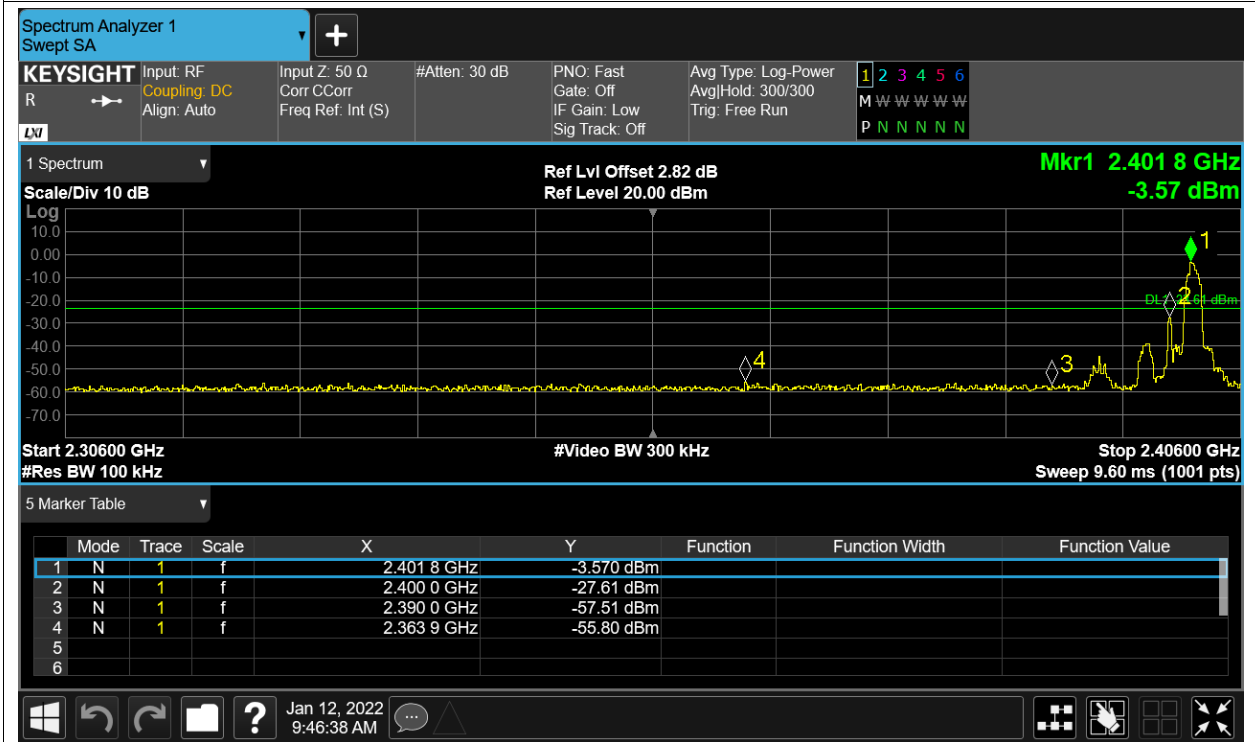 Spectrum Analyzer 1
Swept SA
+
KEYSIGHT Input: RF Input Z: 50 Ω #Atten: 30 dB PNO: Fast Avg Type: Log-Power 1 2 3 4 5 6
R Coupling: DC Corr CCorr Gate: Off Avg|Hold: 300/300 M W W W W W
Align: Auto Freq Ref: Int (S) IF Gain: Low Trig: Free Run
LXI Sig Track: Off P N N N N N
1 Spectrum Ref Lvl Offset 2.82 dB Mkr1 2.401 8 GHz
Scale/Div 10 dB Ref Level 20.00 dBm -3.57 dBm
Log
10.0
1
0.00
-10.0
-20.0
2
-30.0
-40.0
4
3
-50.0
-60.0
-70.0
Start 2.30600 GHz #Video BW 300 kHz Stop 2.40600 GHz
#Res BW 100 kHz Sweep 9.60 ms (1001 pts)
5 Marker Table
Mode Trace Scale X Y Function Function Width Function Value
1 N 1 f 2.401 8 GHz -3.570 dBm
2 N 1 f 2.400 0 GHz -27.61 dBm
3 N 1 f 2.390 0 GHz -57.51 dBm
4 N 1 f 2.363 9 GHz -55.80 dBm
5
6
? Jan 12, 2022
9:46:38 AM